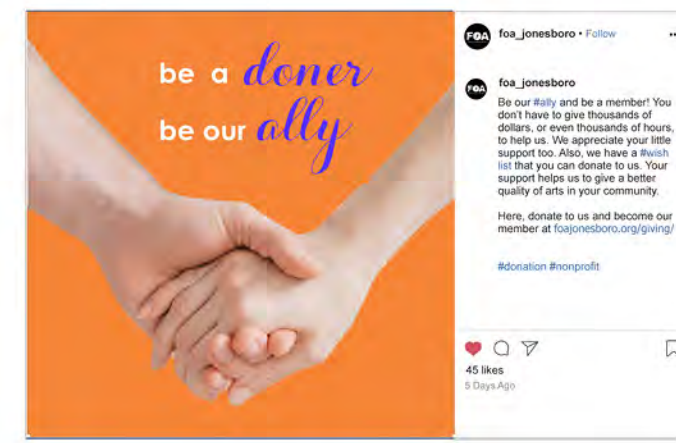 be a doner
be our ally
FOA
foa_jonesboro • Follow
FOA
foa_jonesboro
Be our #ally and be a member! You
don't have to give thousands of
dollars, or even thousands of hours,
to help us. We appreciate your little
support too. Also, we have a #wish
list that you can donate to us. Your
support helps us to give a better
quality of arts in your community.
Here, donate to us and become our
member at foajonesboro.org/giving/
#donation #nonprofit
45 likes
5 Days Ago